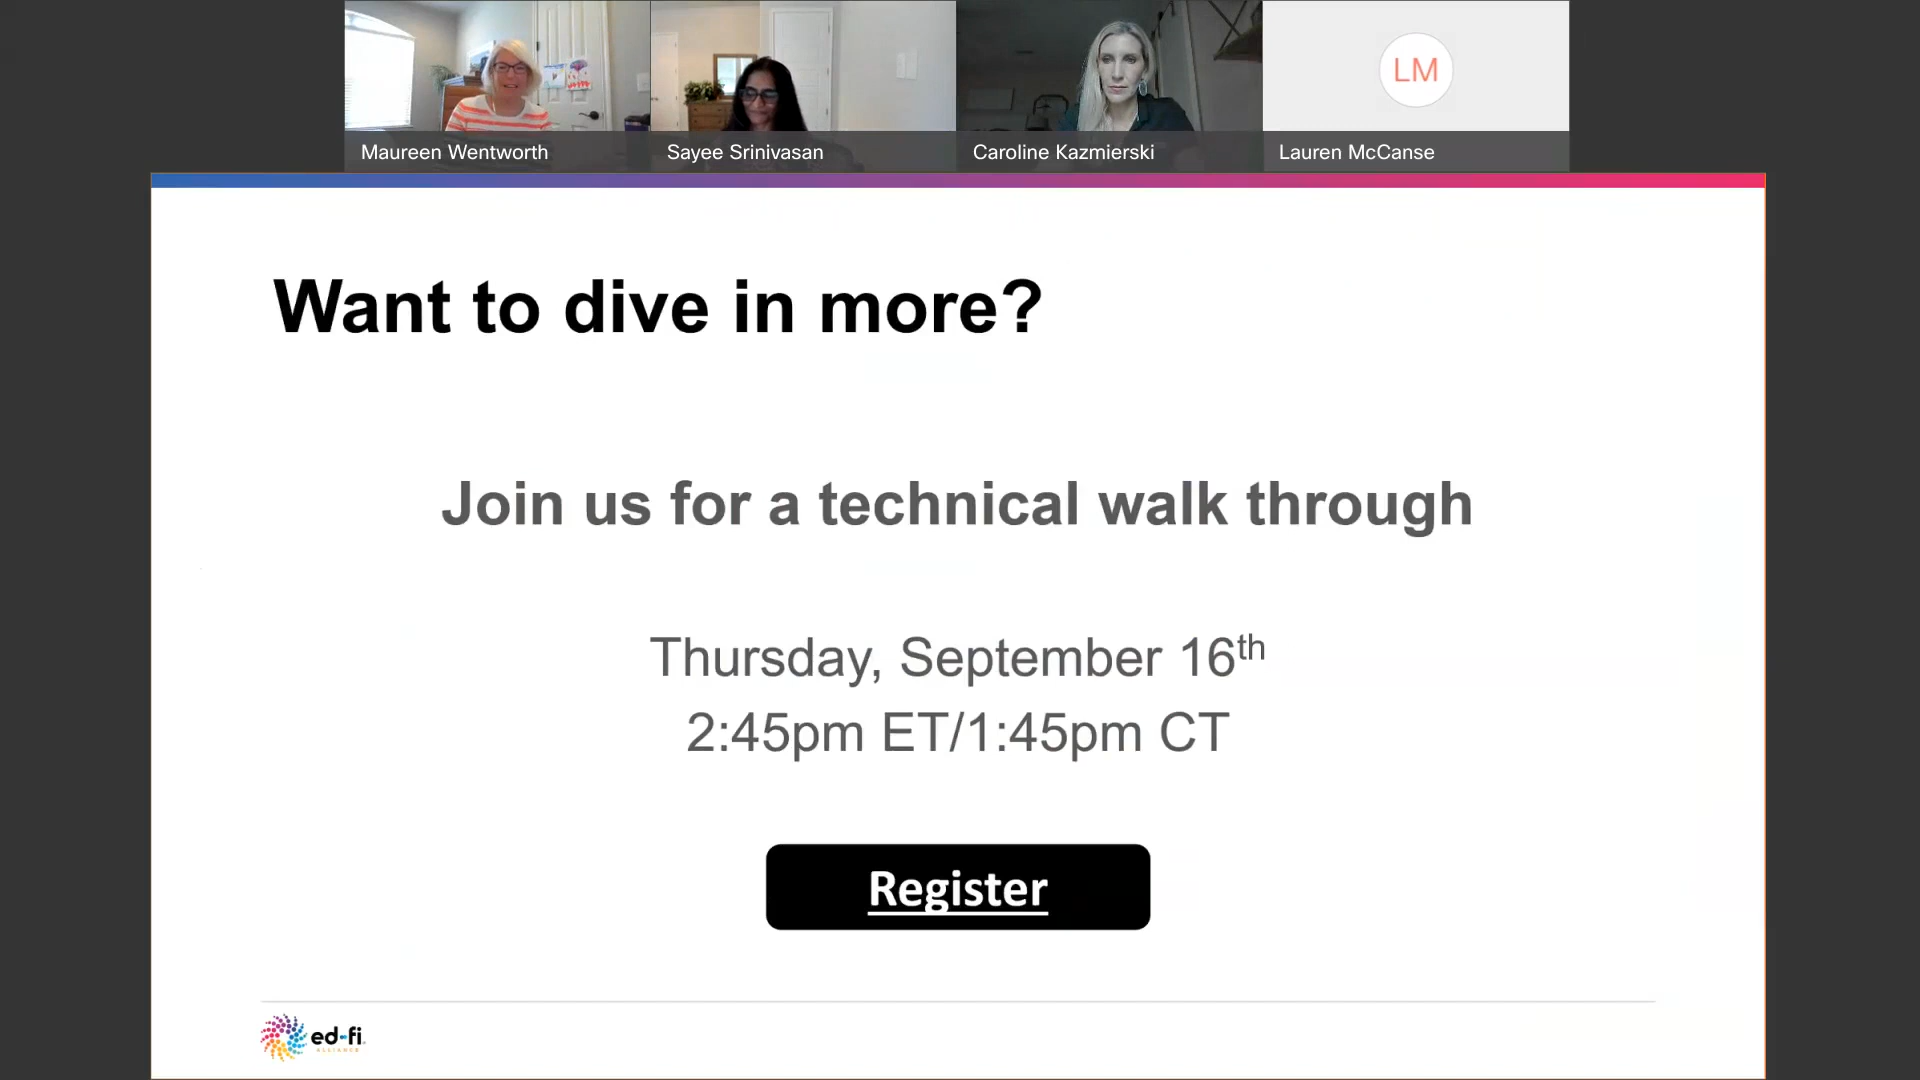 Maureen Wentworth
Sayee Srinivasan
Caroline Kazmierski
LM
Lauren McCanse
Want to dive in more?
Join us for a technical walk through
Thursday, September 16th
2:45pm ET/1:45pm CT
Register
ed-fi
ALLIANCE